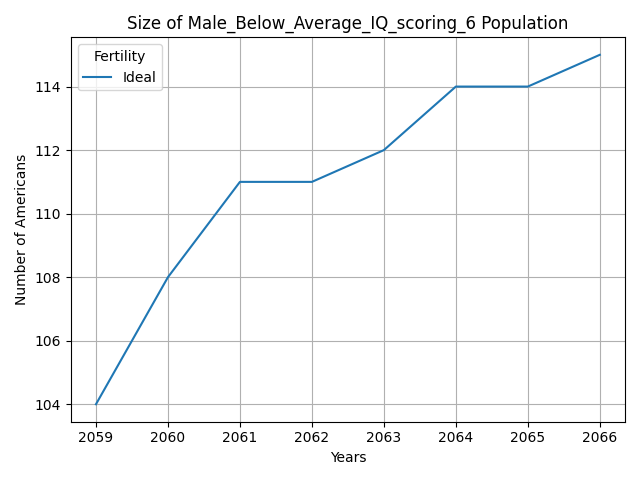 Size of Male_Below_Average_IQ_scoring_6 Population
Fertility
Ideal
Number of Americans
114
112
110
108
106
104
2059 2060 2061 2062 2063 2064 2065 2066
Years